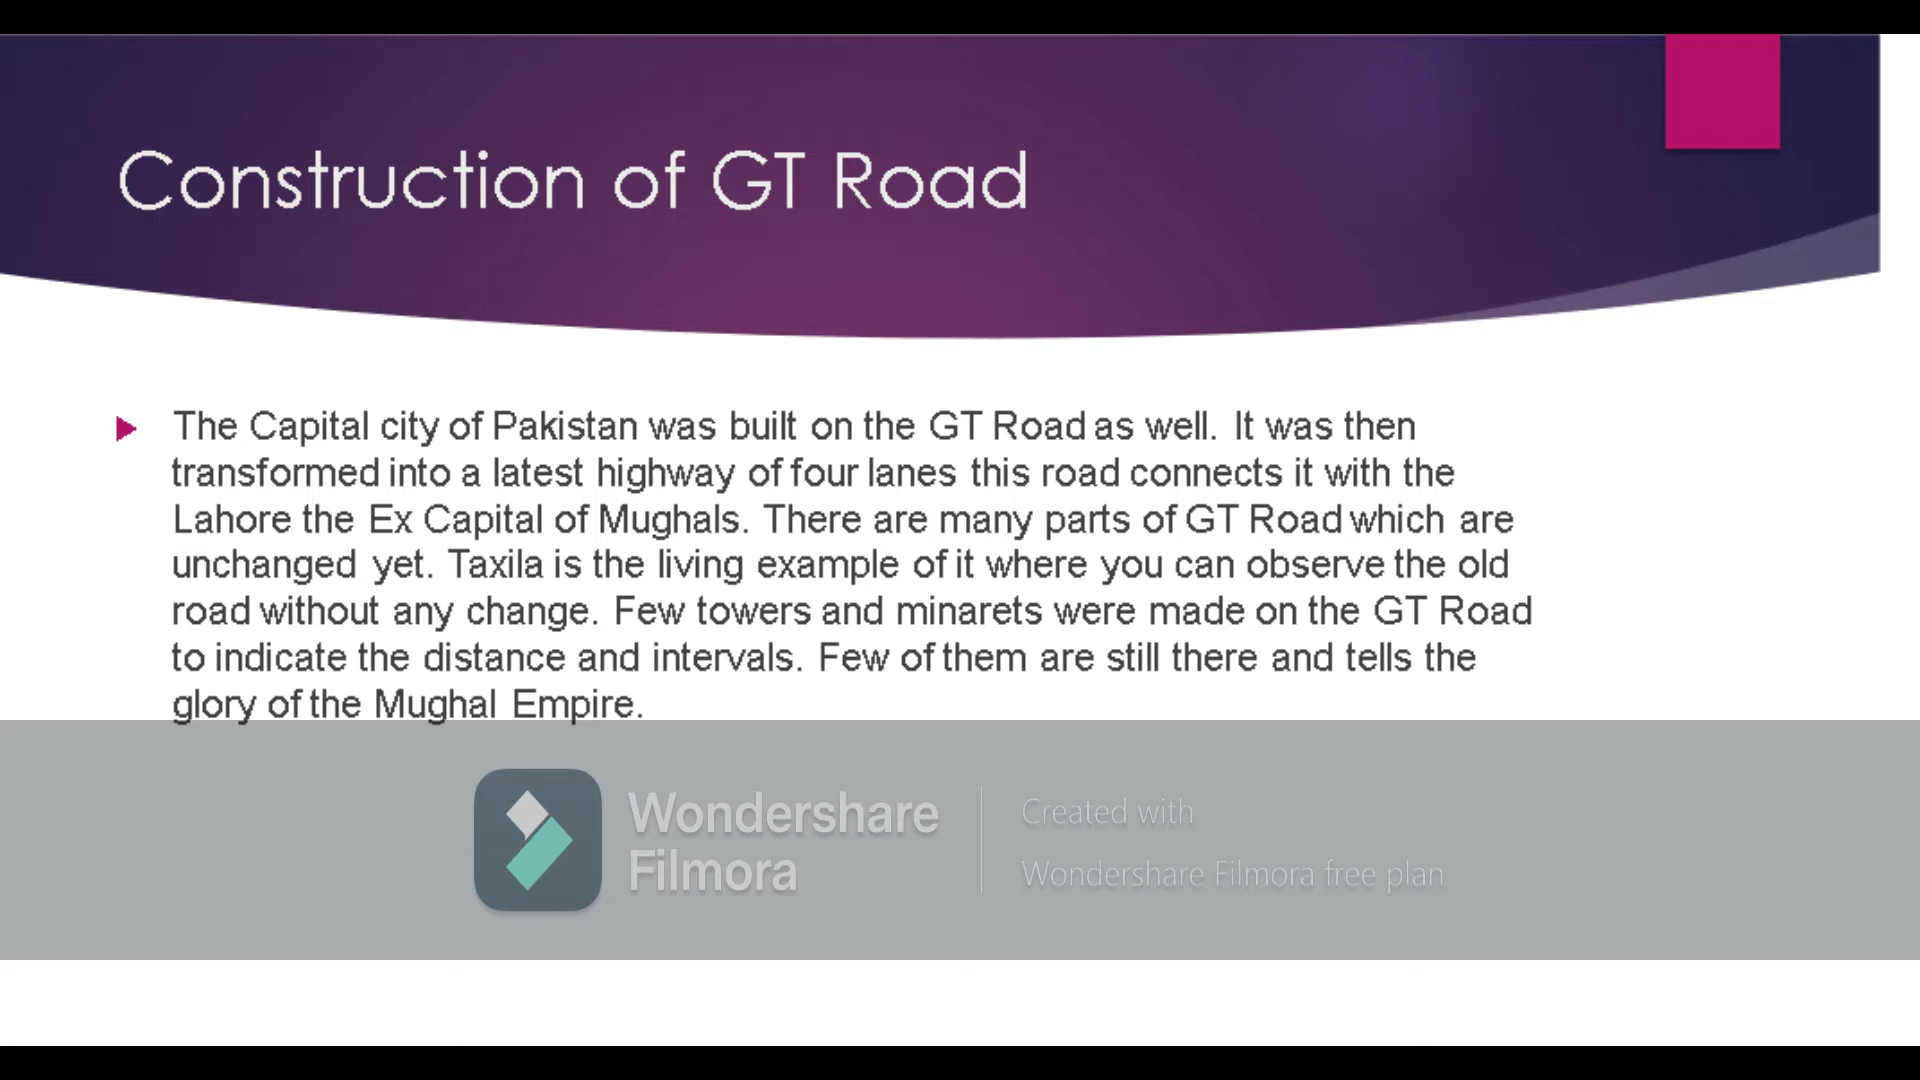 Construction of GT Road
The Capital city of Pakistan was built on the GT Road as well. It was then
transformed into a latest highway of four lanes this road connects it with the
Lahore the Ex Capital of Mughals. There are many parts of GT Road which are
unchanged yet. Taxila is the living example of it where you can observe the old
road without any change. Few towers and minarets were made on the GT Road
to indicate the distance and intervals. Few of them are still there and tells the
glory of the Mughal Empire.
Wondershare
Filmora
Created with
Wondershare Filmora free plan